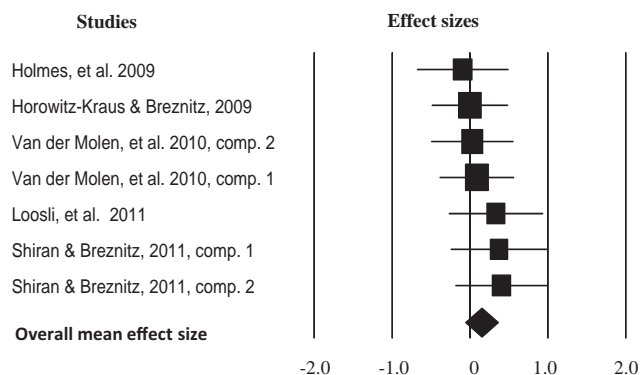 Studies Effect sizes
Holmes, et al. 2009
Horowitz-Kraus & Breznitz, 2009
Van der Molen, et al. 2010, comp. 2
Van der Molen, et al. 2010, comp. 1
Loosli, et al. 2011
Shiran & Breznitz, 2011, comp. 1
Shiran & Breznitz, 2011, comp. 2
Overall mean effect size
-2.0 -1.0 0 1.0 2.0